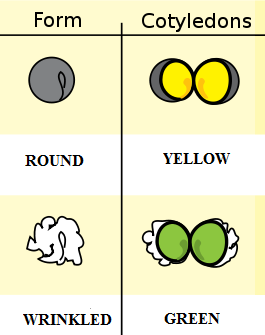 Form Cotyledons
ROUND YELLOW
WRINKLED GREEN